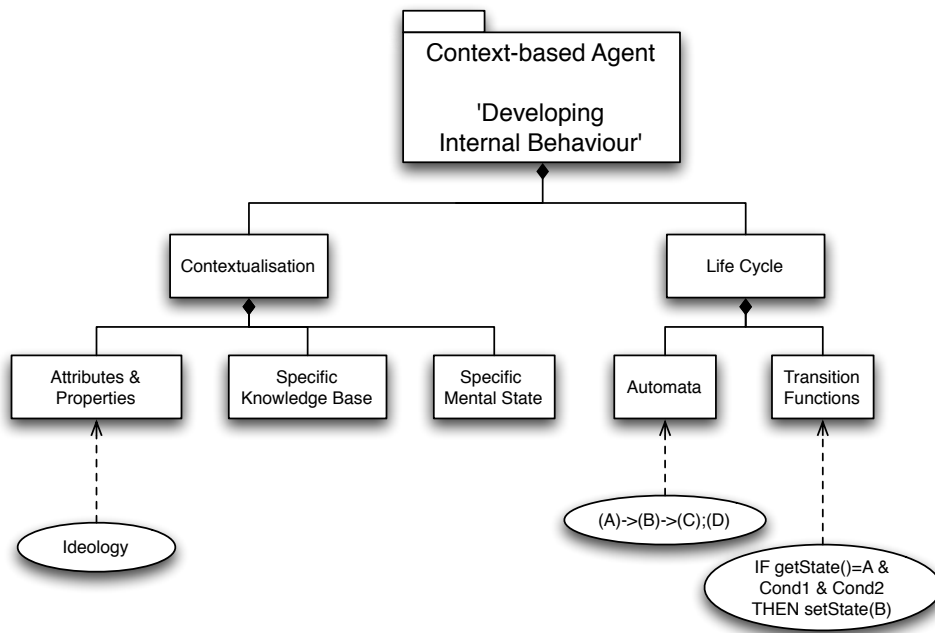 Context-based Agent
'Developing
Internal Behaviour'
Contextualisation
Life Cycle
Attributes &
Properties
Specific
Knowledge Base
Specific
Mental State
Automata
Transition
Functions
Ideology
(A)->(B)->(C);(D)
IF getState()=A &
Cond1 & Cond2
THEN setState(B)